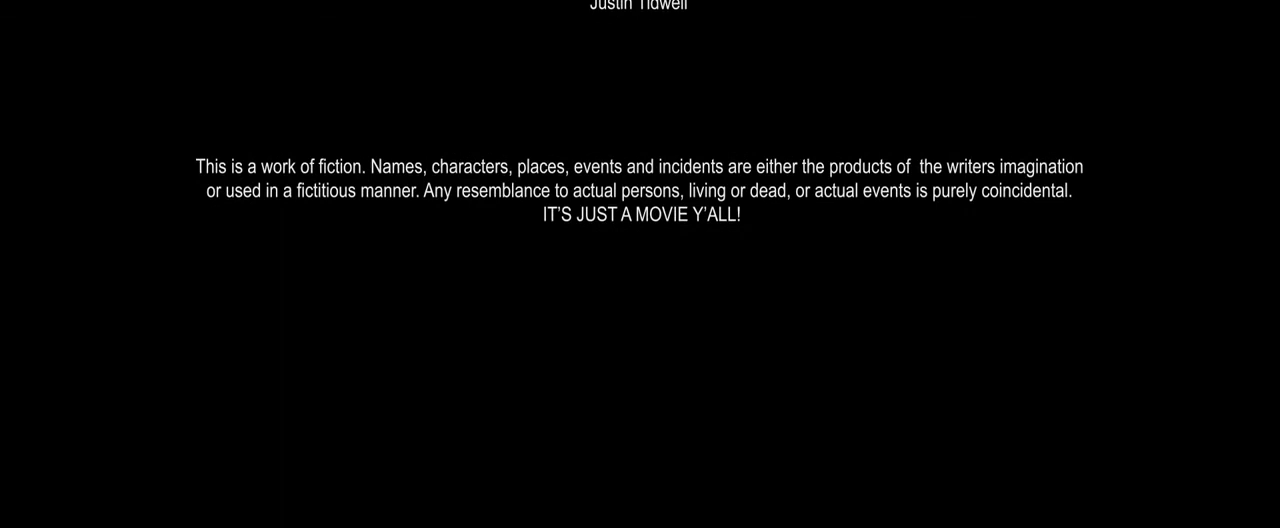 Justin Tidwell
This is a work of fiction. Names, characters, places, events and incidents are either the products of  the writers imagination
or used in a fictitious manner. Any resemblance to actual persons, living or dead, or actual events is purely coincidental.
IT'S JUST A MOVIE Y'ALL!